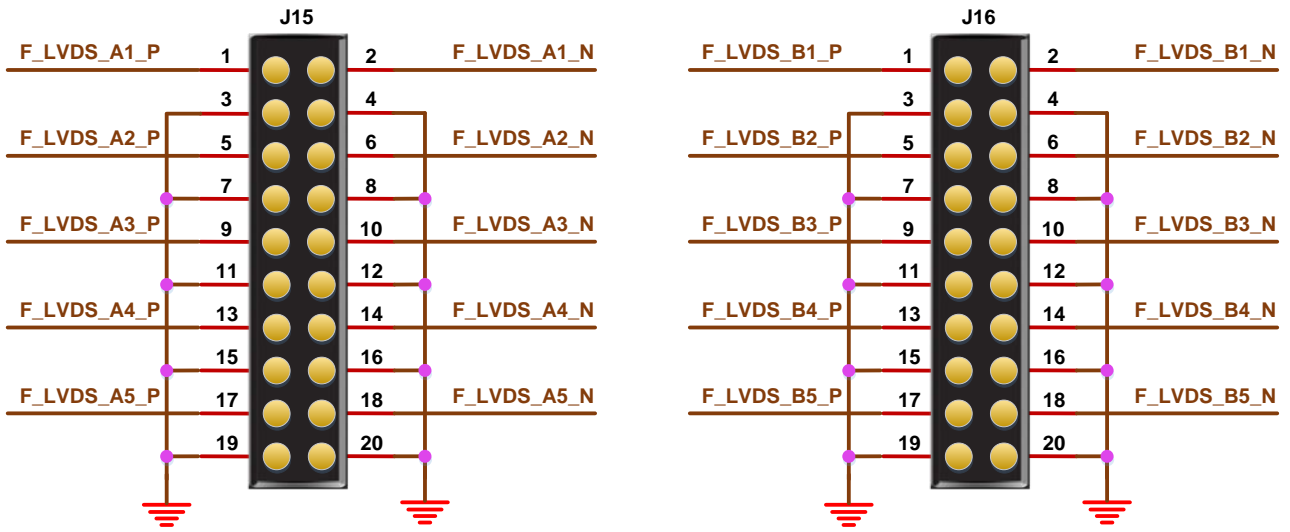 J15
F_LVDS_A1_P 1 2 F_LVDS_A1_N
3 4
F_LVDS_A2_P 5 6 F_LVDS_A2_N
7 8
F_LVDS_A3_P 9 10 F_LVDS_A3_N
11 12
F_LVDS_A4_P 13 14 F_LVDS_A4_N
15 16
F_LVDS_A5_P 17 18 F_LVDS_A5_N
19 20
J16
F_LVDS_B1_P 1 2 F_LVDS_B1_N
3 4
F_LVDS_B2_P 5 6 F_LVDS_B2_N
7 8
F_LVDS_B3_P 9 10 F_LVDS_B3_N
11 12
F_LVDS_B4_P 13 14 F_LVDS_B4_N
15 16
F_LVDS_B5_P 17 18 F_LVDS_B5_N
19 20